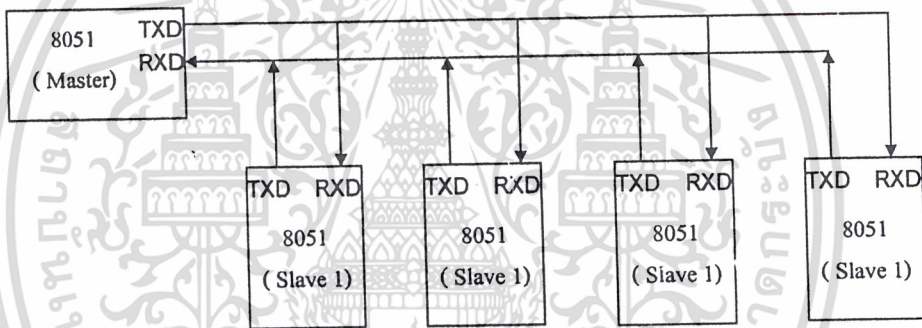 8051
TXD
RXD
( Master)
TXD RXD
8051
( Slave 1)
TXD RXD
8051
( Slave 1)
TXD RXD
8051
( Slave 1)
TXD RXD
8051
( Slave 1)